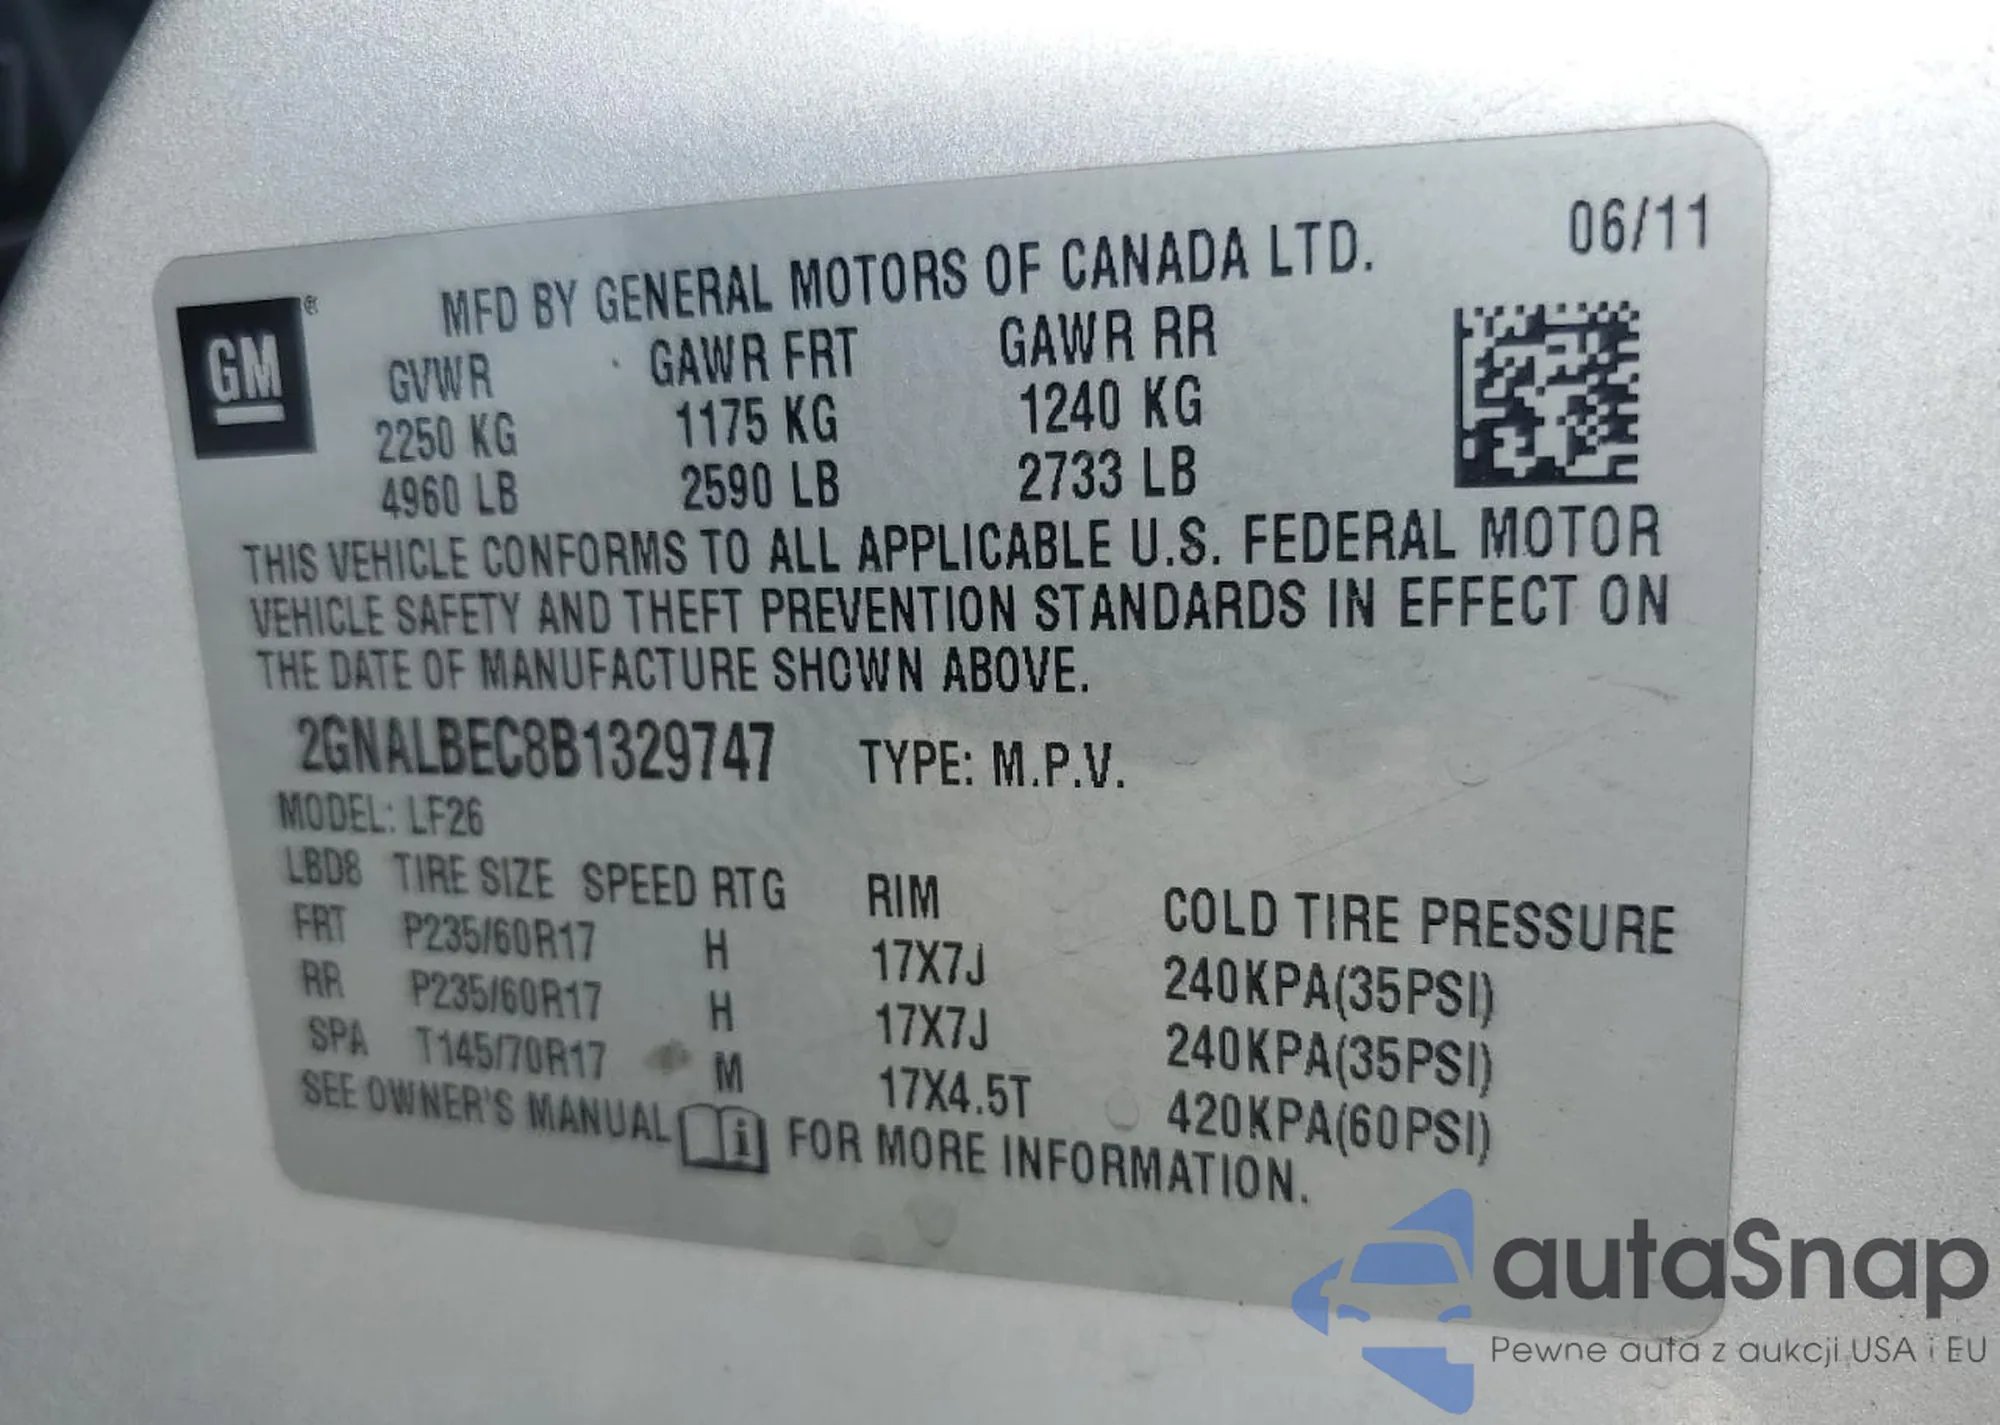 06/11
MFD BY GENERAL MOTORS OF CANADA LTD.
GM®
GVWR GAWR FRT GAWR RR
2250 KG 1175 KG 1240 KG
4960 LB 2590 LB 2733 LB
THIS VEHICLE CONFORMS TO ALL APPLICABLE U.S. FEDERAL MOTOR
VEHICLE SAFETY AND THEFT PREVENTION STANDARDS IN EFFECT ON
THE DATE OF MANUFACTURE SHOWN ABOVE.
2GNALBEC8B1329747 TYPE: M.P.V.
MODEL: LF26
LBD8 TIRE SIZE SPEED RTG RIM COLD TIRE PRESSURE
FRT P235/60R17 H 17X7J 240KPA(35PSI)
RR P235/60R17 H 17X7J 240KPA(35PSI)
SPA T145/70R17 M 17X4.5T 420KPA(60PSI)
SEE OWNER'S MANUAL i FOR MORE INFORMATION.
autaSnap
Pewne auta z aukcji USA i EU